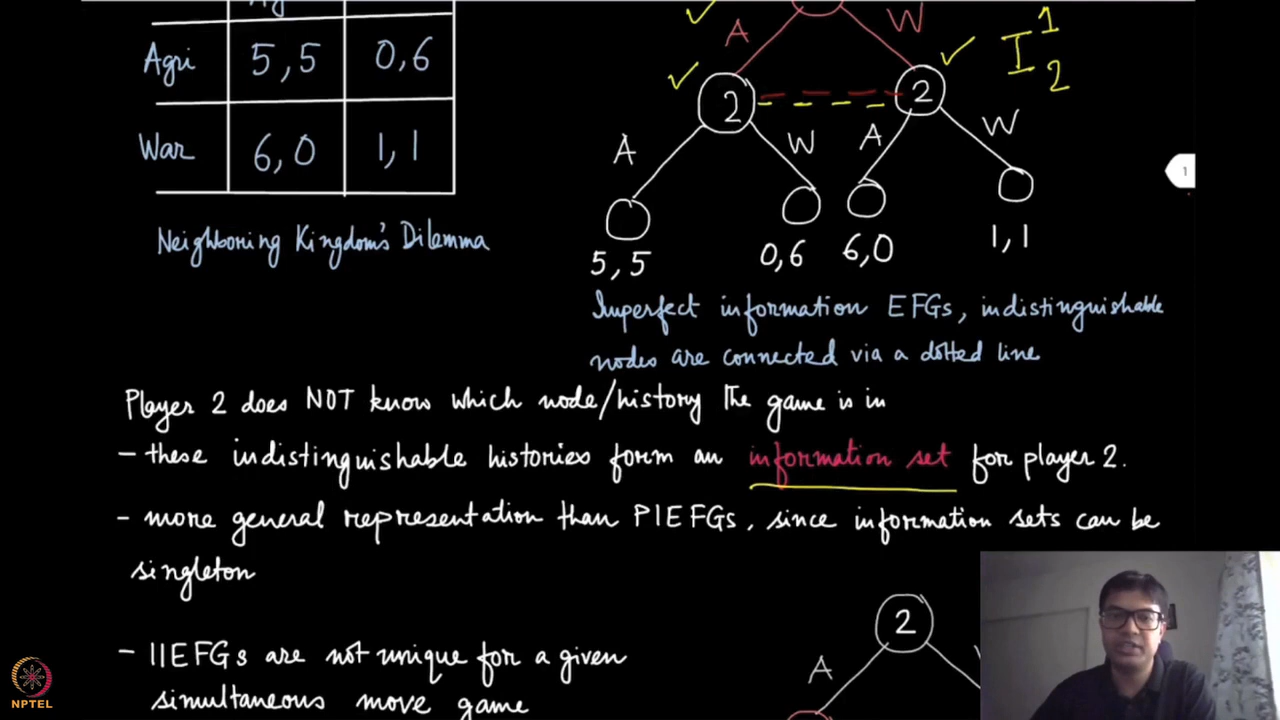 Agri 5,5 0,6
War 6,0 1,1
Neighboring Kingdom's Dilemma
A W
2 2 I 1 2
A W A W
5,5 0,6 6,0 1,1
Imperfect information EFGs, indistinguishable
nodes are connected via a dotted line
Player 2 does NOT know which node/history the game is in
- these indistinguishable histories form an information set for player 2.
- more general representation than PIEFGs, since information sets can be
singleton
- IIEFGs are not unique for a given
simultaneous move game
2
A
1
NPTEL